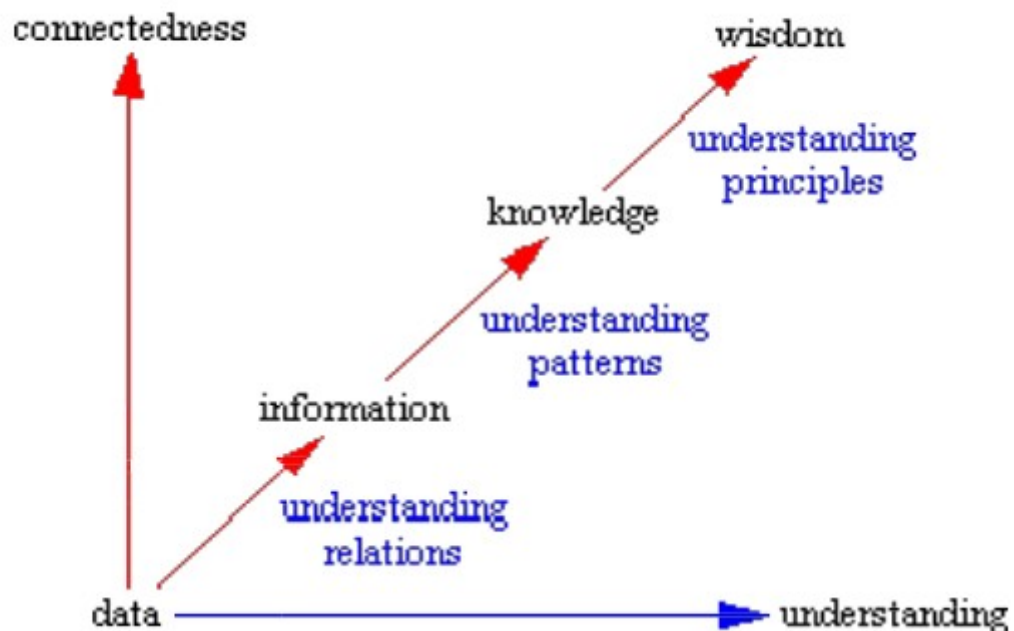 connectedness
wisdom
understanding
principles
knowledge
understanding
patterns
information
understanding
relations
data
understanding